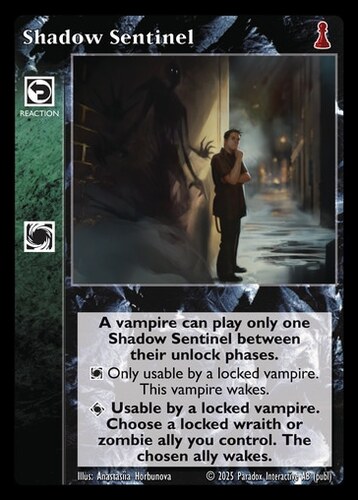 Shadow Sentinel
REACTION
A vampire can play only one
Shadow Sentinel between
their unlock phases.
Only usable by a locked vampire.
This vampire wakes.
Usable by a locked vampire.
Choose a locked wraith or
zombie ally you control. The
chosen ally wakes.
Illus: Anastasiia Horbunova © 2025 Paradox Interactive AB (publ)